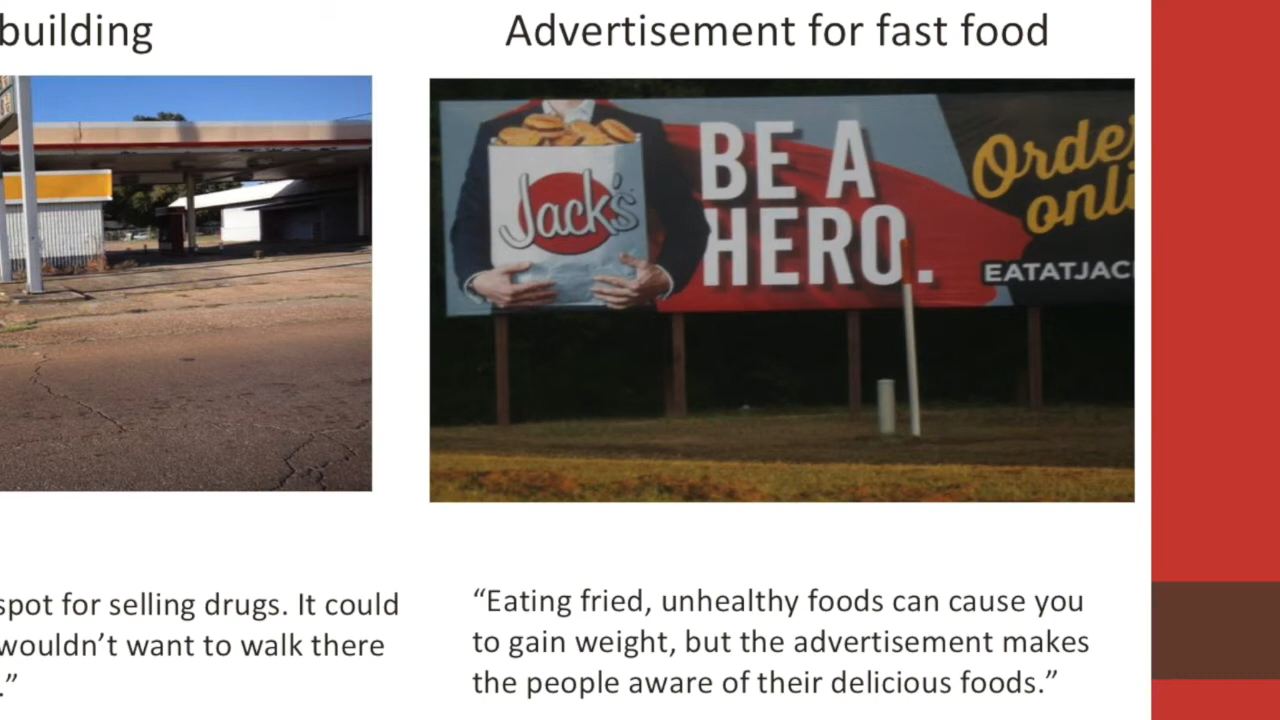 building
Advertisement for fast food
Jack's
BE A
HERO.
Order
EATATJAC
spot for selling drugs. It could
wouldn't want to walk there
.”
“Eating fried, unhealthy foods can cause you
to gain weight, but the advertisement makes
the people aware of their delicious foods.”